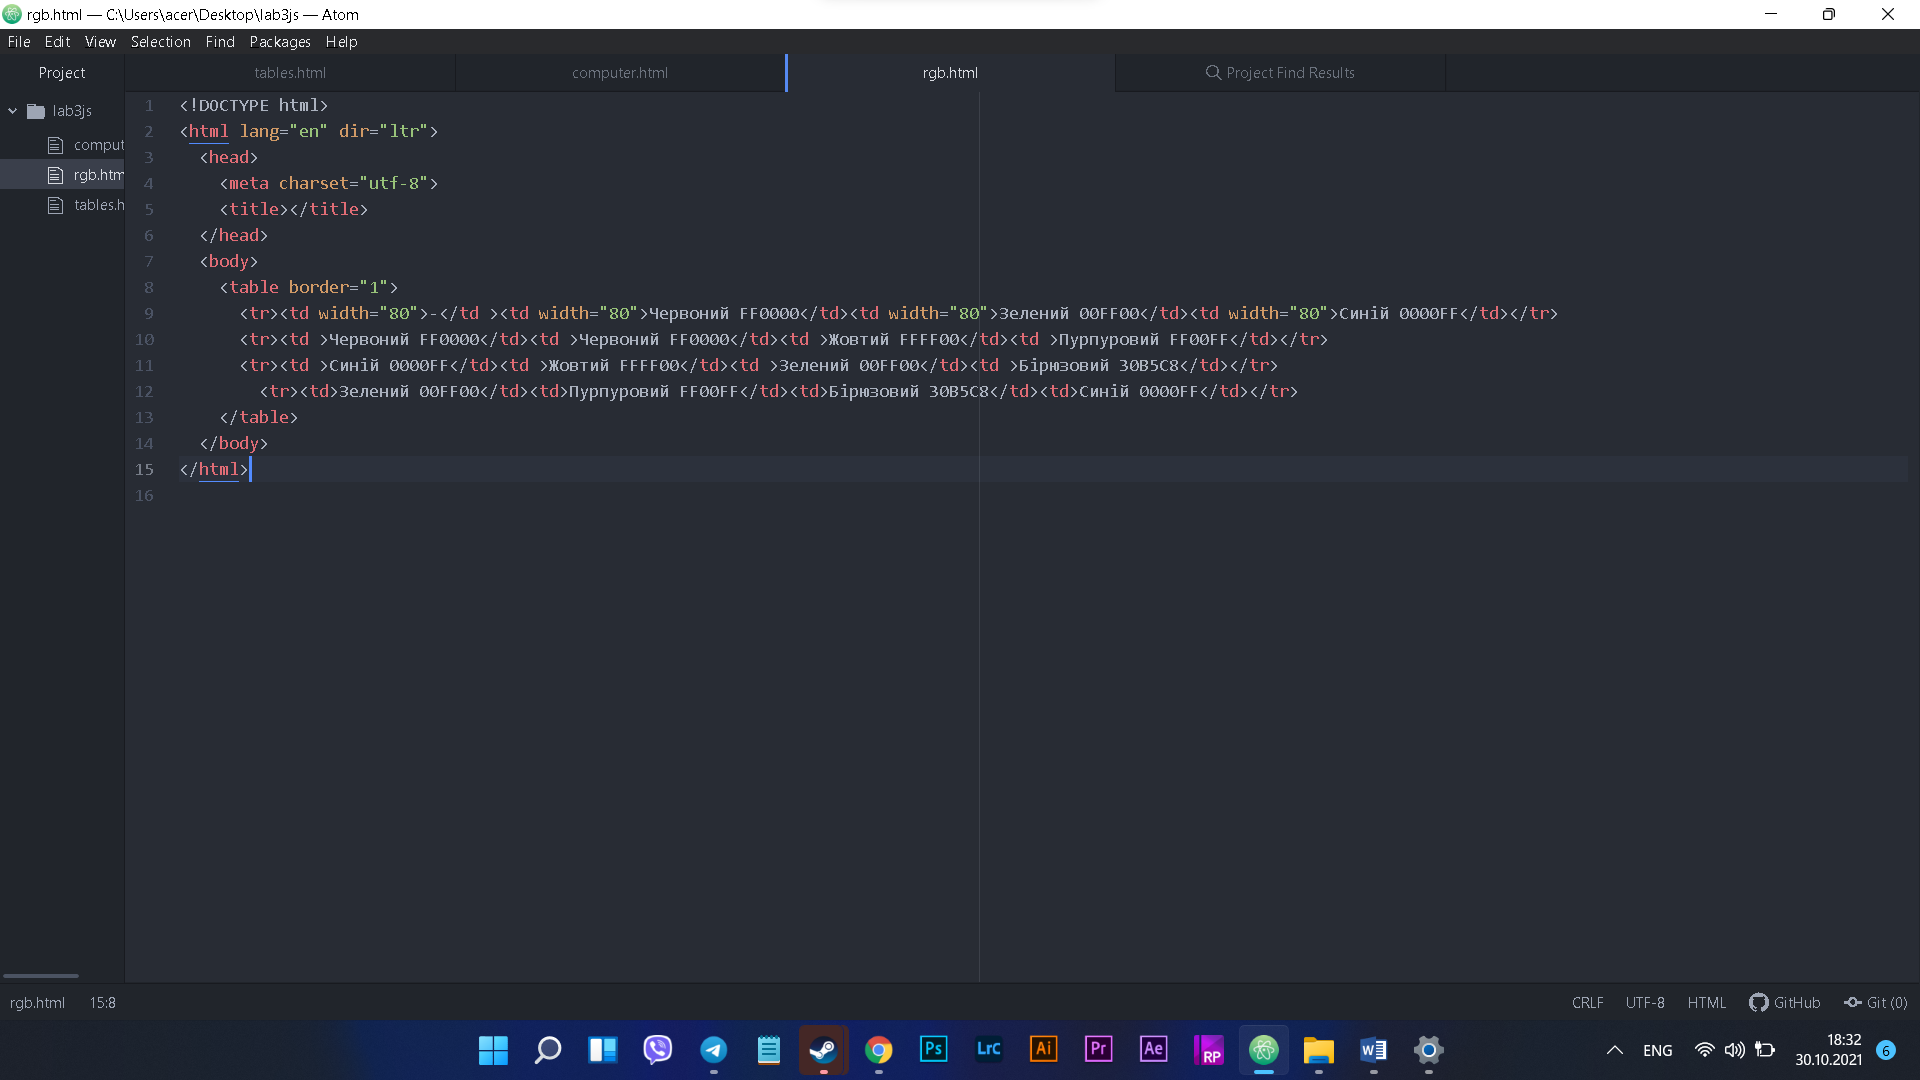 rgb.html — C:\Users\acer\Desktop\lab3js — Atom
File Edit View Selection Find Packages Help
Project
tables.html
computer.html
rgb.html
Project Find Results
lab3js
comput
rgb.htm
tables.h
1 <!DOCTYPE html>
2 <html lang="en" dir="ltr">
3 <head>
4 <meta charset="utf-8">
5 <title></title>
6 </head>
7 <body>
8 <table border="1">
9 <tr><td width="80">-</td ><td width="80">Червоний FF0000</td><td width="80">Зелений 00FF00</td><td width="80">Синій 0000FF</td></tr>
10 <tr><td >Червоний FF0000</td><td >Червоний FF0000</td><td >Жовтий FFFF00</td><td >Пурпуровий FF00FF</td></tr>
11 <tr><td >Синій 0000FF</td><td >Жовтий FFFF00</td><td >Зелений 00FF00</td><td >Бірюзовий 30B5C8</td></tr>
12 <tr><td>Зелений 00FF00</td><td>Пурпуровий FF00FF</td><td>Бірюзовий 30B5C8</td><td>Синій 0000FF</td></tr>
13 </table>
14 </body>
15 </html>
16
rgb.html 15:8
CRLF UTF-8 HTML GitHub Git (0)
Ps LrC Ai Pr Ae RP
ENG
18:32
30.10.2021
6